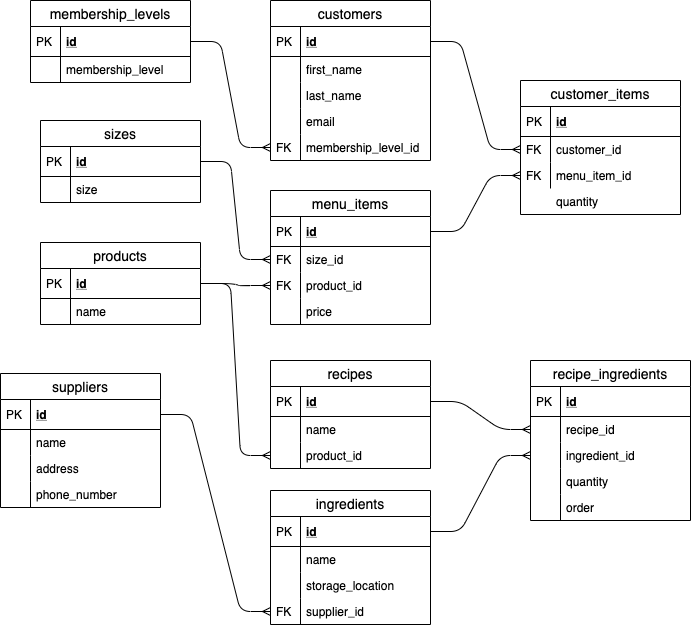 membership_levels
PK id
membership_level
customers
PK id
first_name
last_name
email
FK membership_level_id
customer_items
PK id
FK customer_id
FK menu_item_id
quantity
sizes
PK id
size
menu_items
PK id
FK size_id
FK product_id
price
products
PK id
name
recipes
PK id
name
product_id
recipe_ingredients
PK id
recipe_id
ingredient_id
quantity
order
suppliers
PK id
name
address
phone_number
ingredients
PK id
name
storage_location
FK supplier_id